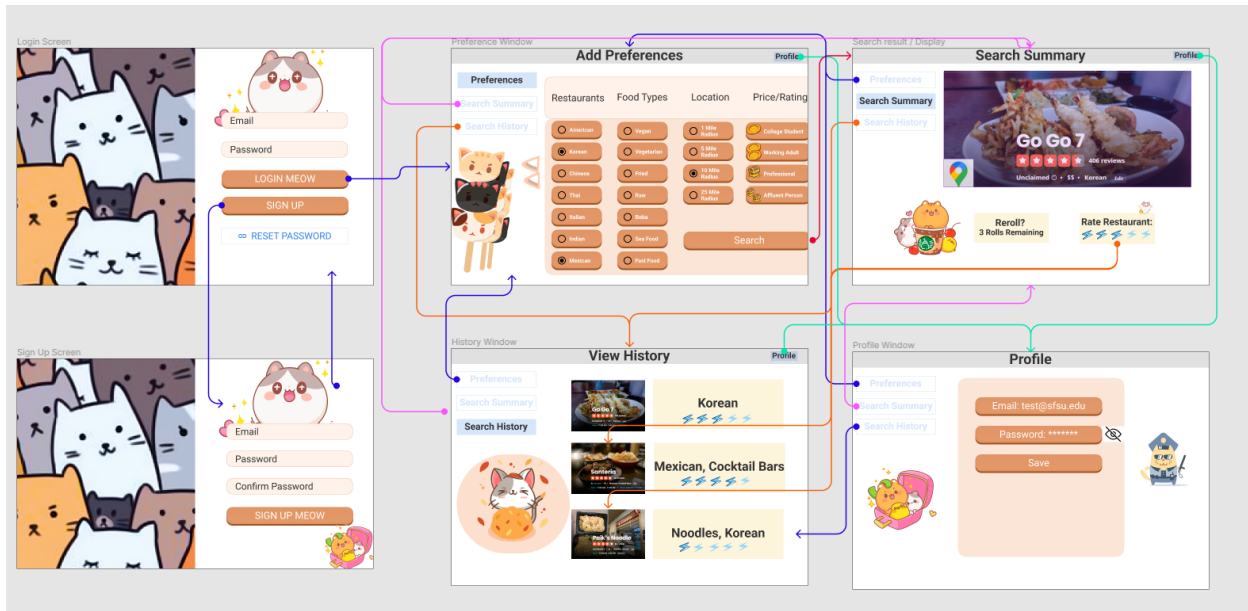 Login Screen
Email
Password
LOGIN MEOW
SIGN UP
RESET PASSWORD
Sign Up Screen
Email
Password
Confirm Password
SIGN UP MEOW
Preference Window
Add Preferences
Profile
Preferences
Search Summary
Search History
Restaurants
Food Types
Location
Price/Rating
American
Korean
Chinese
Thai
Italian
Indian
Mexican
Vegan
Vegetarian
Fried
Raw
Boba
Sea Food
Fast Food
1 Mile
Radius
5 Mile
Radius
10 Mile
Radius
25 Mile
Radius
College Student
Working Adult
Professional
Affluent Person
Search
Search result / Display
Search Summary
Profile
Preferences
Search Summary
Search History
Go Go 7
406 reviews
Unclaimed • $$ • Korean Edit
Reroll?
3 Rolls Remaining
Rate Restaurant:
History Window
View History
Profile
Preferences
Search Summary
Search History
Go Go 7
Korean
Santeria
Mexican, Cocktail Bars
Paik's Noodle
Noodles, Korean
Profile Window
Profile
Preferences
Search Summary
Search History
Email: test@sfsu.edu
Password: *******
Save